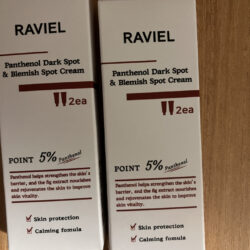 RAVIEL
Panthenol Dark Spot
& Blemish Spot Cream
2ea
POINT 5% Panthenol
Panthenol helps strengthen the skin's
barrier, and the fig extract nourishes
and rejuvenates the skin to improve
skin vitality.
Skin protection
Calming fomula
RAVIEL
Panthenol Dark Spot
& Blemish Spot Cream
2ea
POINT 5% Panthenol
Panthenol helps strengthen the skin's
barrier, and the fig extract nourishes
and rejuvenates the skin to improve
skin vitality.
Skin protection
Calming fomula